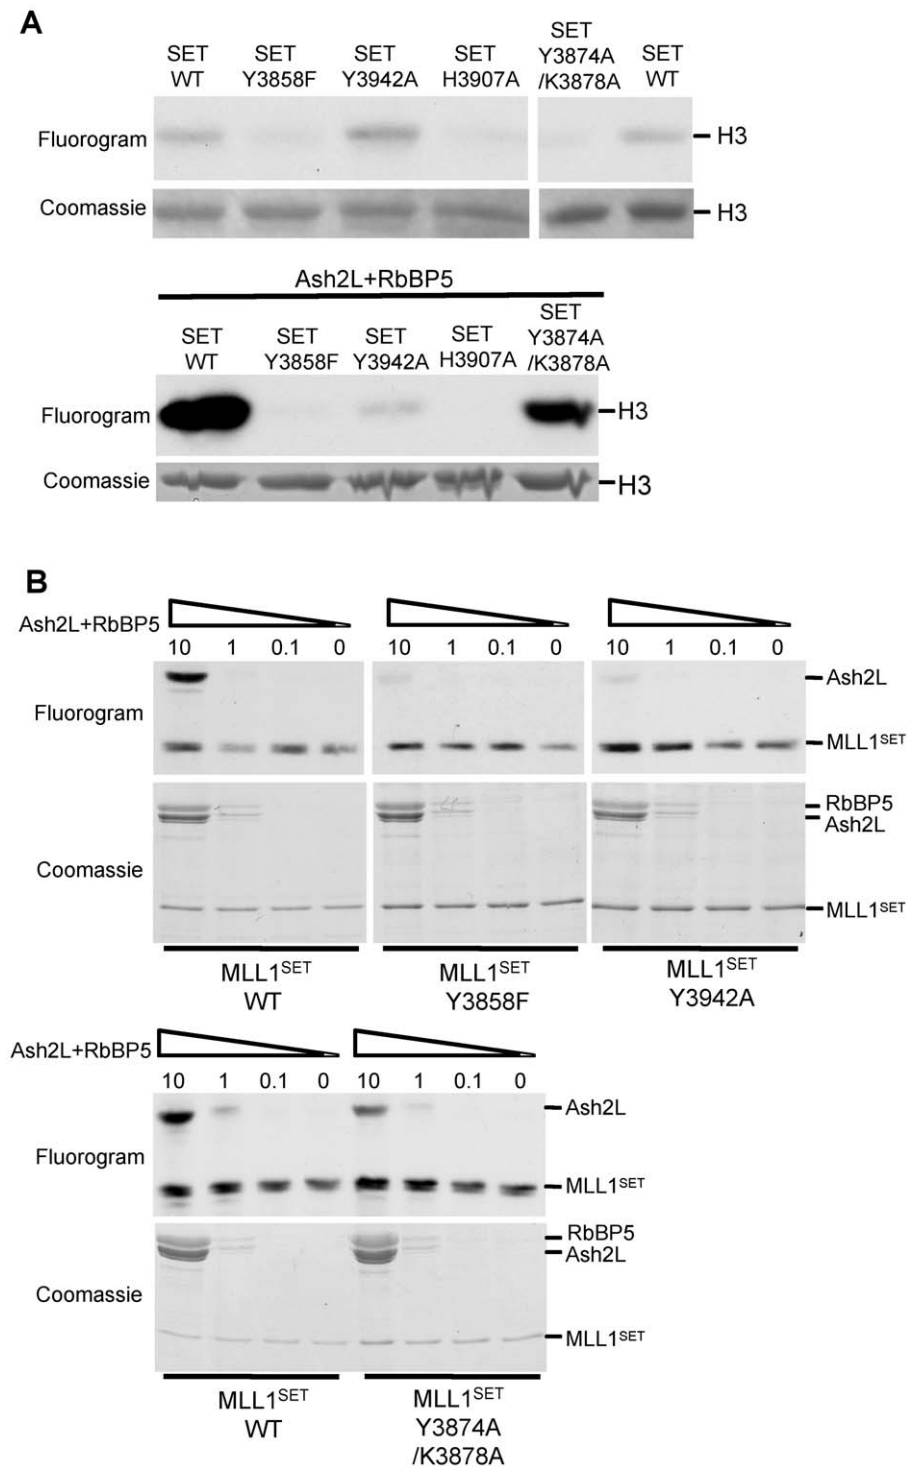 A
SET WT
SET Y3858F
SET Y3942A
SET H3907A
SET Y3874A /K3878A
SET WT
Fluorogram
H3
Coomassie
H3
Ash2L+RbBP5
SET WT
SET Y3858F
SET Y3942A
SET H3907A
SET Y3874A /K3878A
Fluorogram
H3
Coomassie
H3
B
Ash2L+RbBP5
10 1 0.1 0
10 1 0.1 0
10 1 0.1 0
Fluorogram
Ash2L
MLL1SET
Coomassie
RbBP5
Ash2L
MLL1SET
MLL1SET WT
MLL1SET Y3858F
MLL1SET Y3942A
Ash2L+RbBP5
10 1 0.1 0
10 1 0.1 0
Fluorogram
Ash2L
MLL1SET
Coomassie
RbBP5
Ash2L
MLL1SET
MLL1SET WT
MLL1SET Y3874A /K3878A